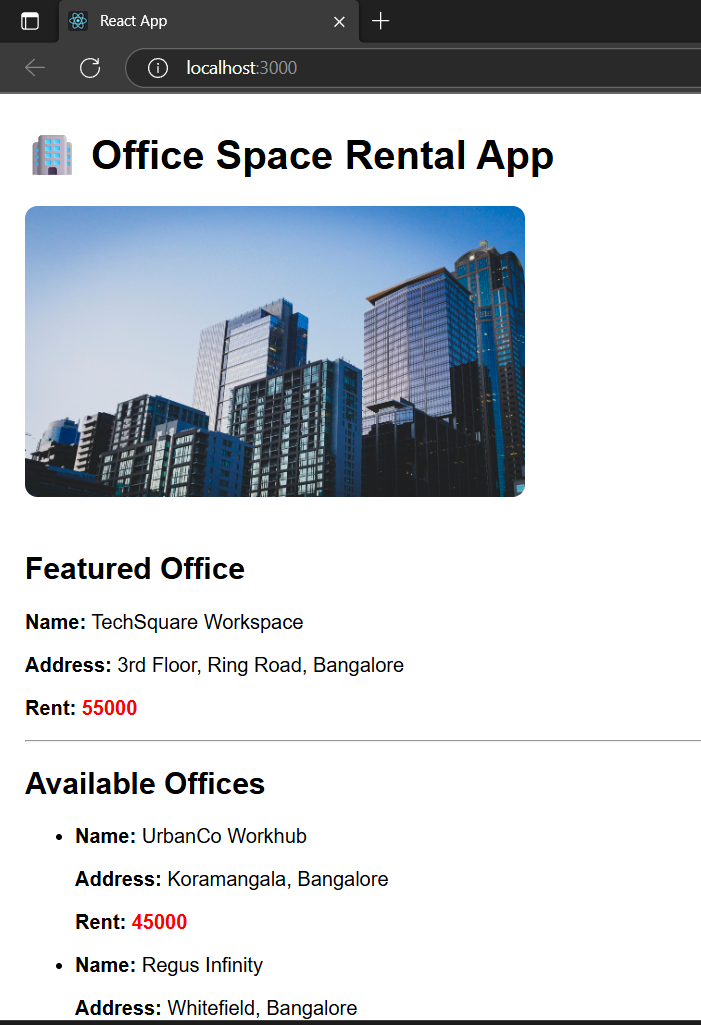 React App
localhost:3000
Office Space Rental App
Featured Office
Name: TechSquare Workspace
Address: 3rd Floor, Ring Road, Bangalore
Rent: 55000
Available Offices
Name: UrbanCo Workhub
Address: Koramangala, Bangalore
Rent: 45000
Name: Regus Infinity
Address: Whitefield, Bangalore